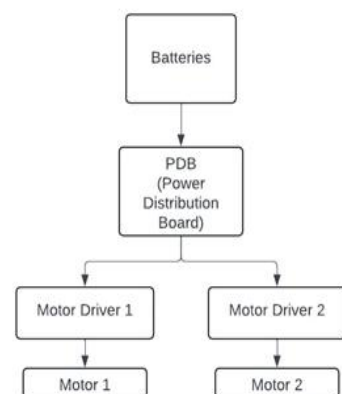 Batteries
PDB
(Power
Distribution
Board)
Motor Driver 1
Motor Driver 2
Motor 1
Motor 2